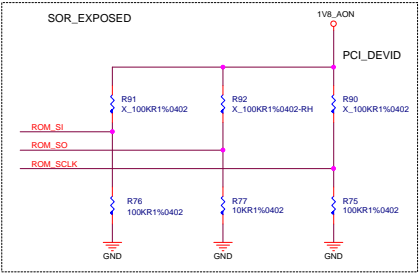 SOR_EXPOSED
1V8_AON
PCI_DEVID
R91
X_100KR1%0402
R92
X_100KR1%0402-RH
R90
X_100KR1%0402
ROM_SI
ROM_SO
ROM_SCLK
R76
100KR1%0402
R77
10KR1%0402
R75
100KR1%0402
GND
GND
GND